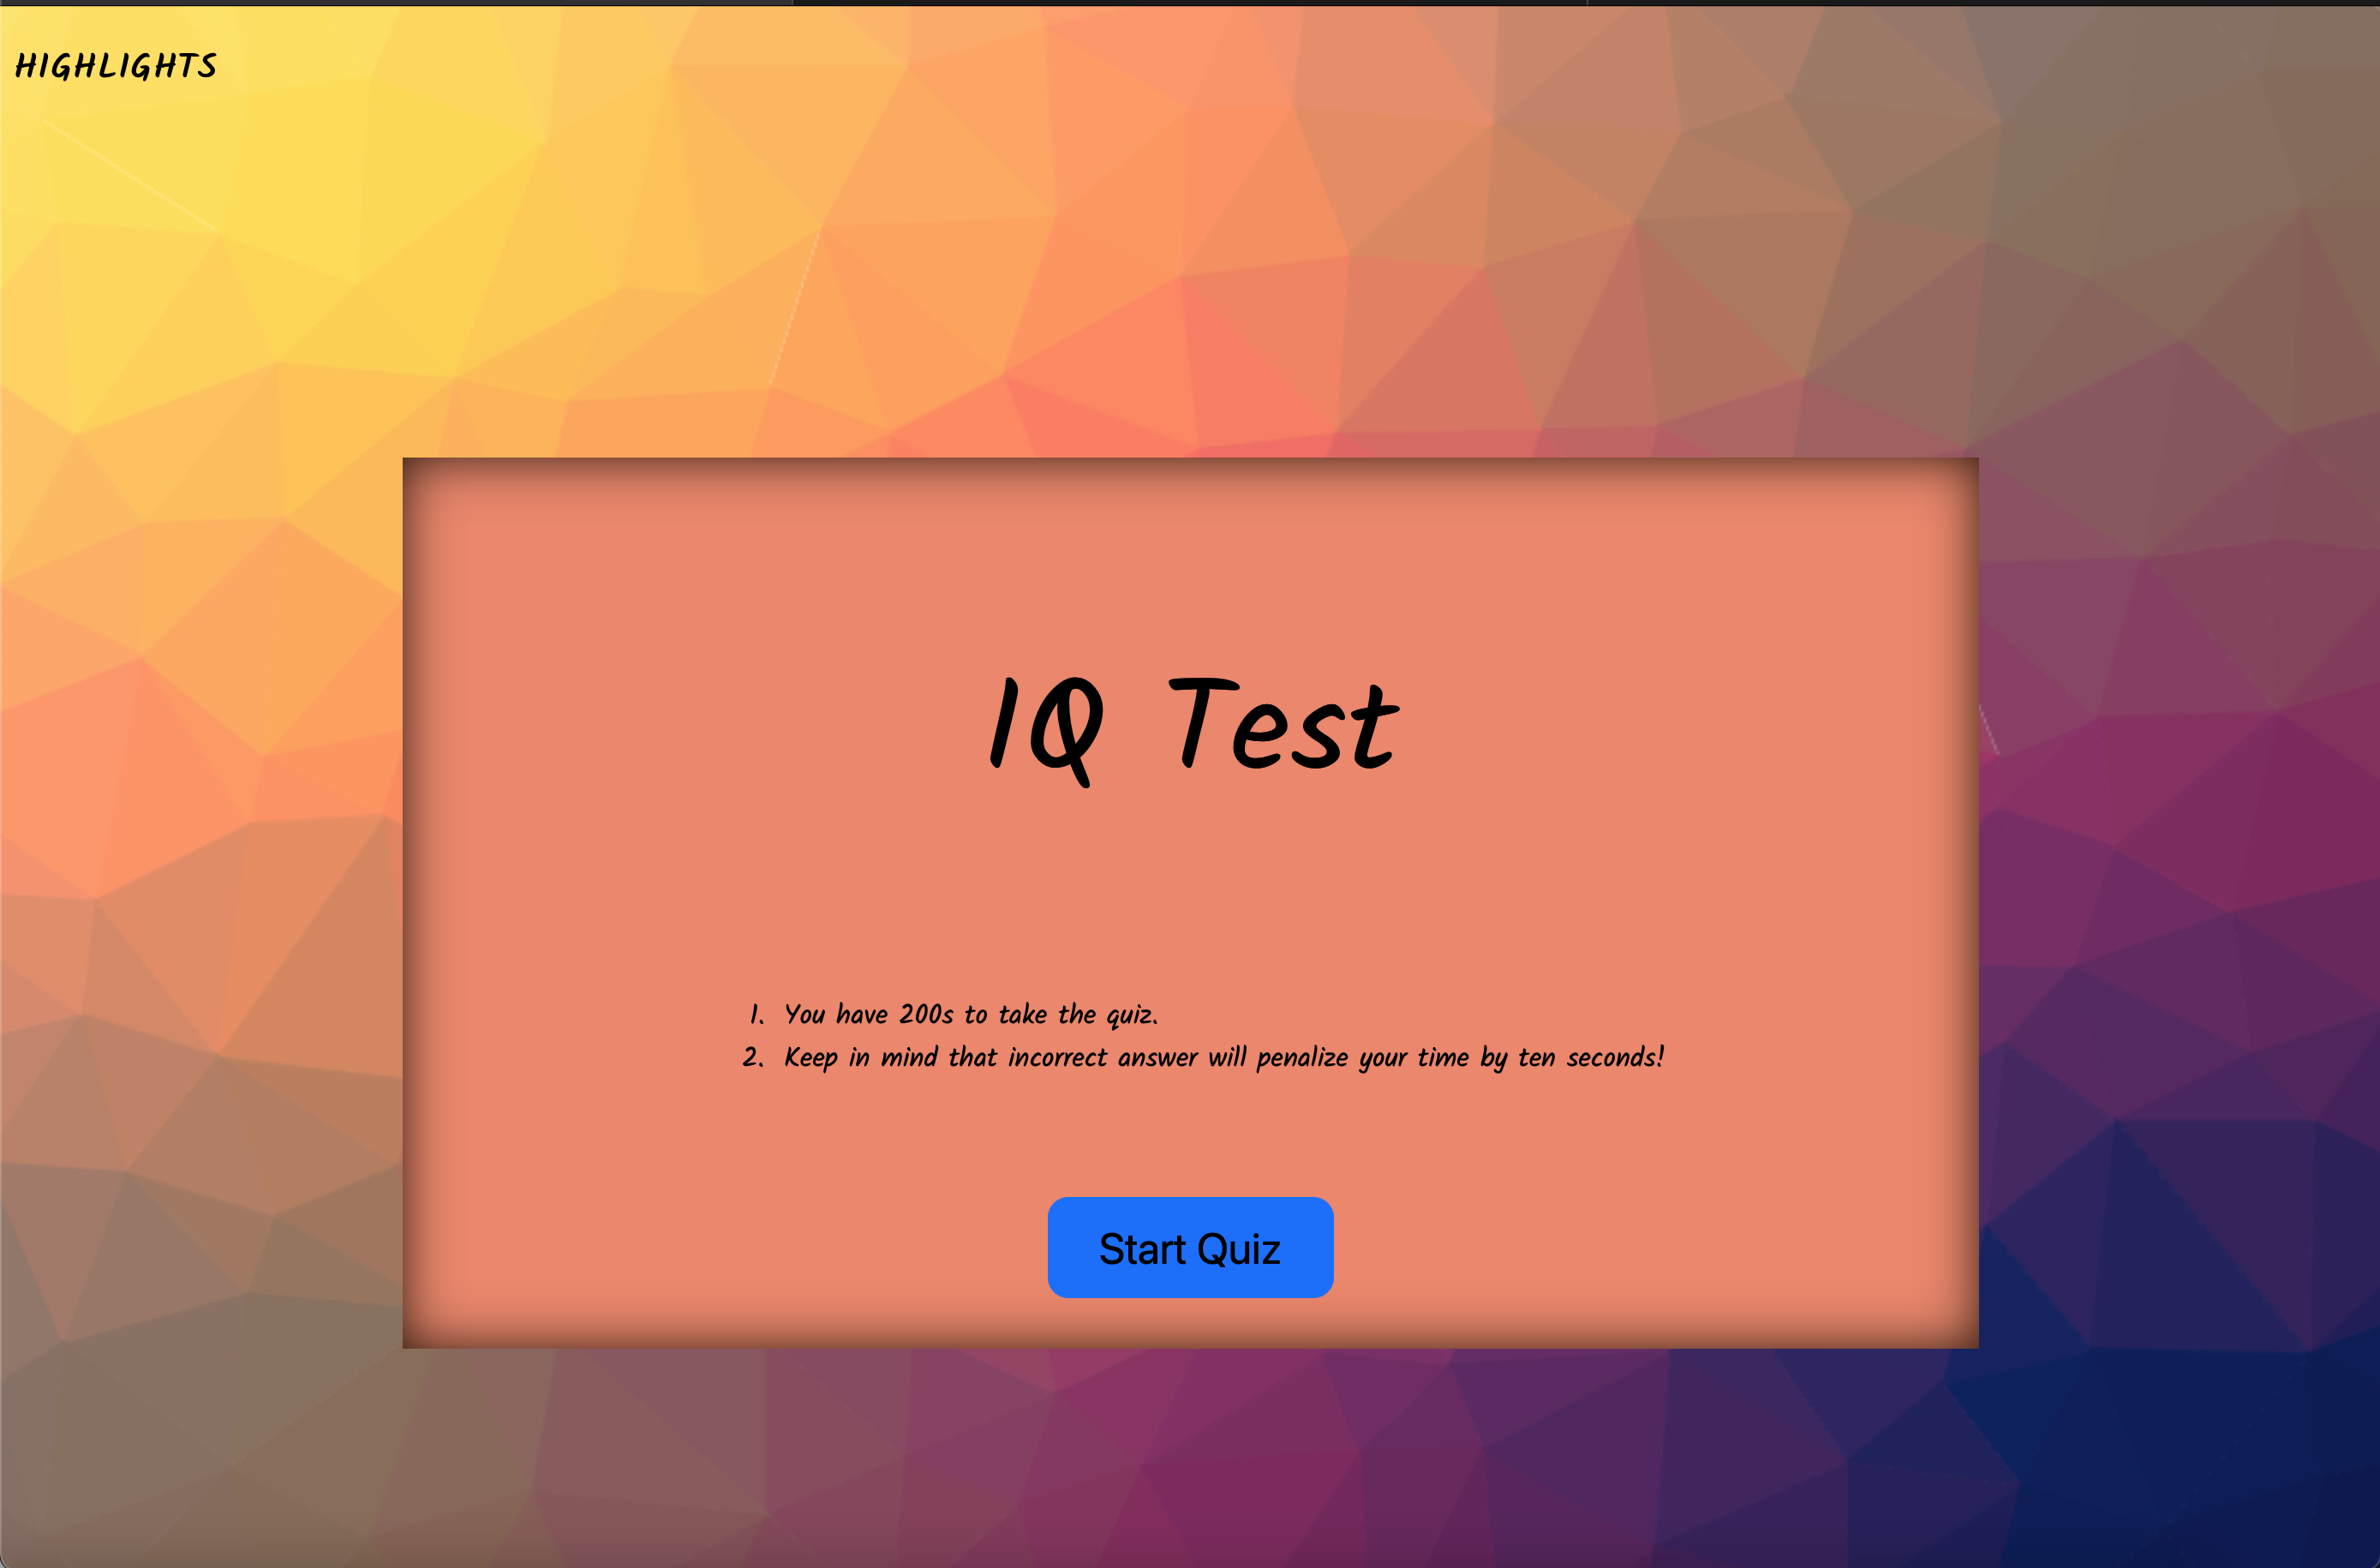 HIGHLIGHTS
IQ Test
1. You have 200s to take the quiz.
2. Keep in mind that incorrect answer will penalize your time by ten seconds!
Start Quiz